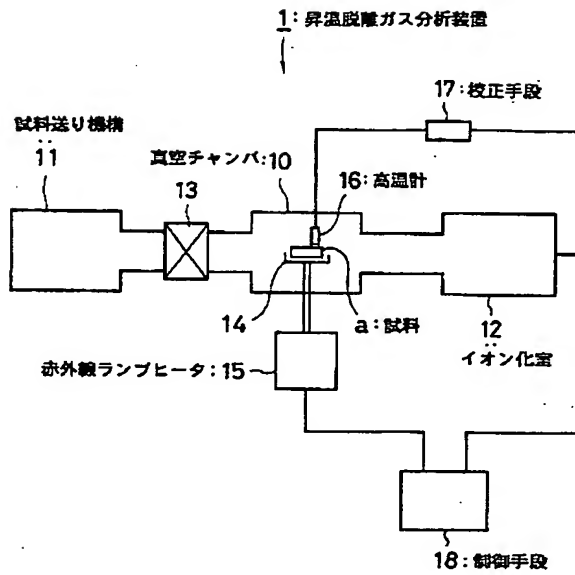 1:昇温脱離ガス分析装置
17:校正手段
試料送り機構
11
真空チャンバ:10
13
16:高温計
14
a:試料
12
イオン化室
赤外線ランプヒータ:15
18:制御手段